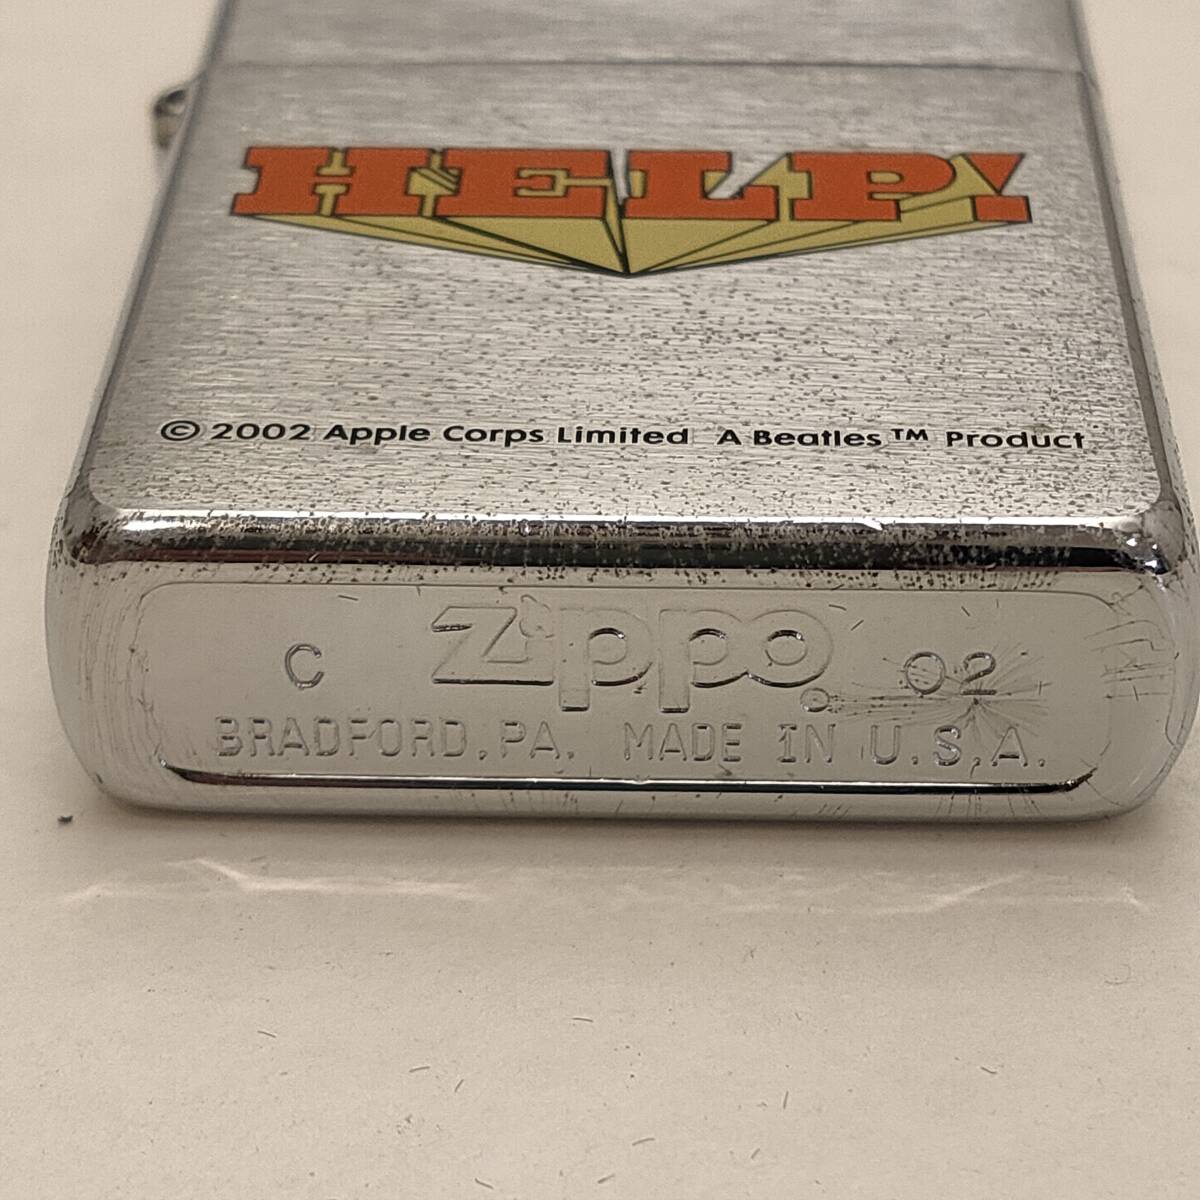 HELP!
© 2002 Apple Corps Limited A Beatles™ Product
C Zippo 02
BRADFORD, PA. MADE IN U.S.A.